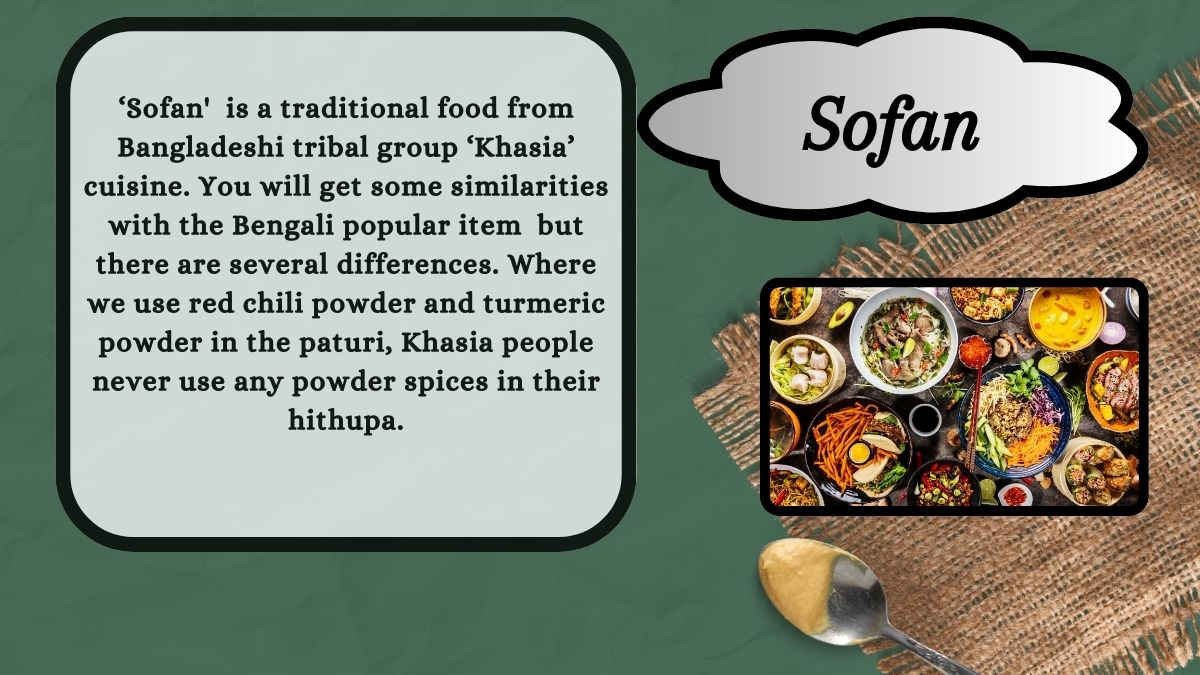 ‘Sofan'  is a traditional food from
Bangladeshi tribal group ‘Khasia’
cuisine. You will get some similarities
with the Bengali popular item  but
there are several differences. Where
we use red chili powder and turmeric
powder in the paturi, Khasia people
never use any powder spices in their
hithupa.
Sofan